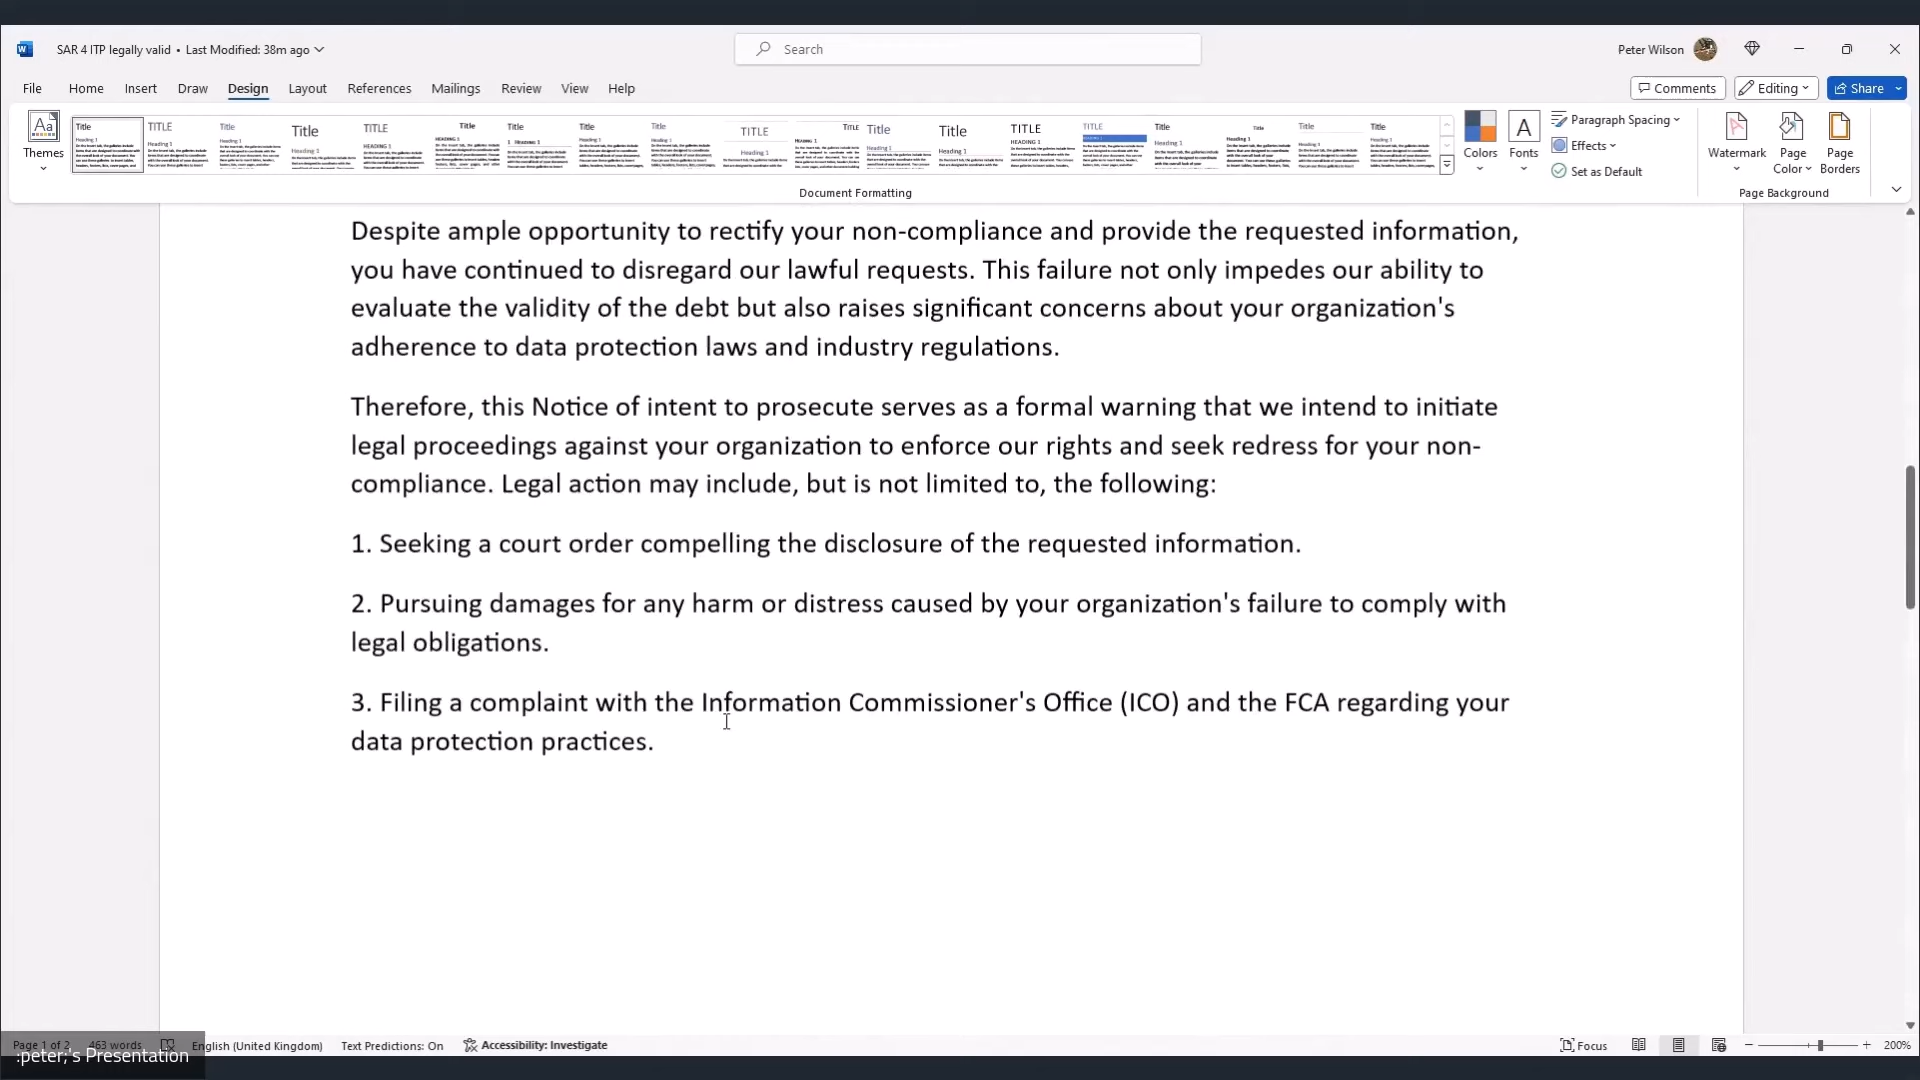 SAR 4 ITP legally valid • Last Modified: 38m ago
Search
Peter Wilson
File Home Insert Draw Design Layout References Mailings Review View Help
Comments Editing Share
Themes
Colors
Fonts
Paragraph Spacing
Effects
Set as Default
Watermark
Page Color
Page Borders
Document Formatting
Page Background
Despite ample opportunity to rectify your non-compliance and provide the requested information,
you have continued to disregard our lawful requests. This failure not only impedes our ability to
evaluate the validity of the debt but also raises significant concerns about your organization's
adherence to data protection laws and industry regulations.
Therefore, this Notice of intent to prosecute serves as a formal warning that we intend to initiate
legal proceedings against your organization to enforce our rights and seek redress for your non-
compliance. Legal action may include, but is not limited to, the following:
1. Seeking a court order compelling the disclosure of the requested information.
2. Pursuing damages for any harm or distress caused by your organization's failure to comply with
legal obligations.
3. Filing a complaint with the Information Commissioner's Office (ICO) and the FCA regarding your
data protection practices.
Page 1 of 2 463 words English (United Kingdom) Text Predictions: On Accessibility: Investigate
Focus 200%
:peter;'s Presentation